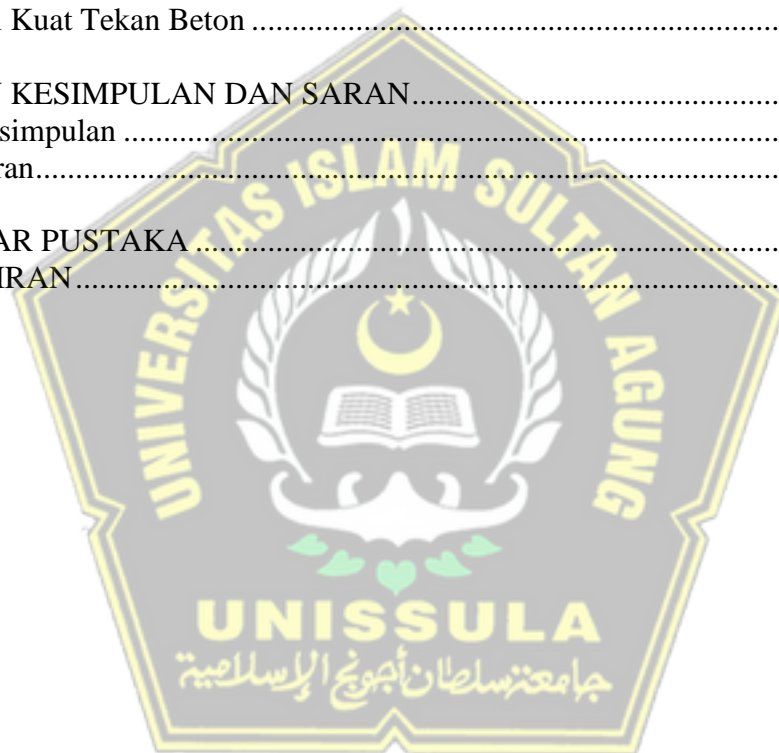 Kuat Tekan Beton ................................................
KESIMPULAN DAN SARAN ................................................
simpulan ................................................
ran ................................................
AR PUSTAKA ................................................
IRAN ................................................
UNIVERSITAS ISLAM SULTAN AGUNG
UNISSULA
جامعة سلطان أجونج الإسلامية